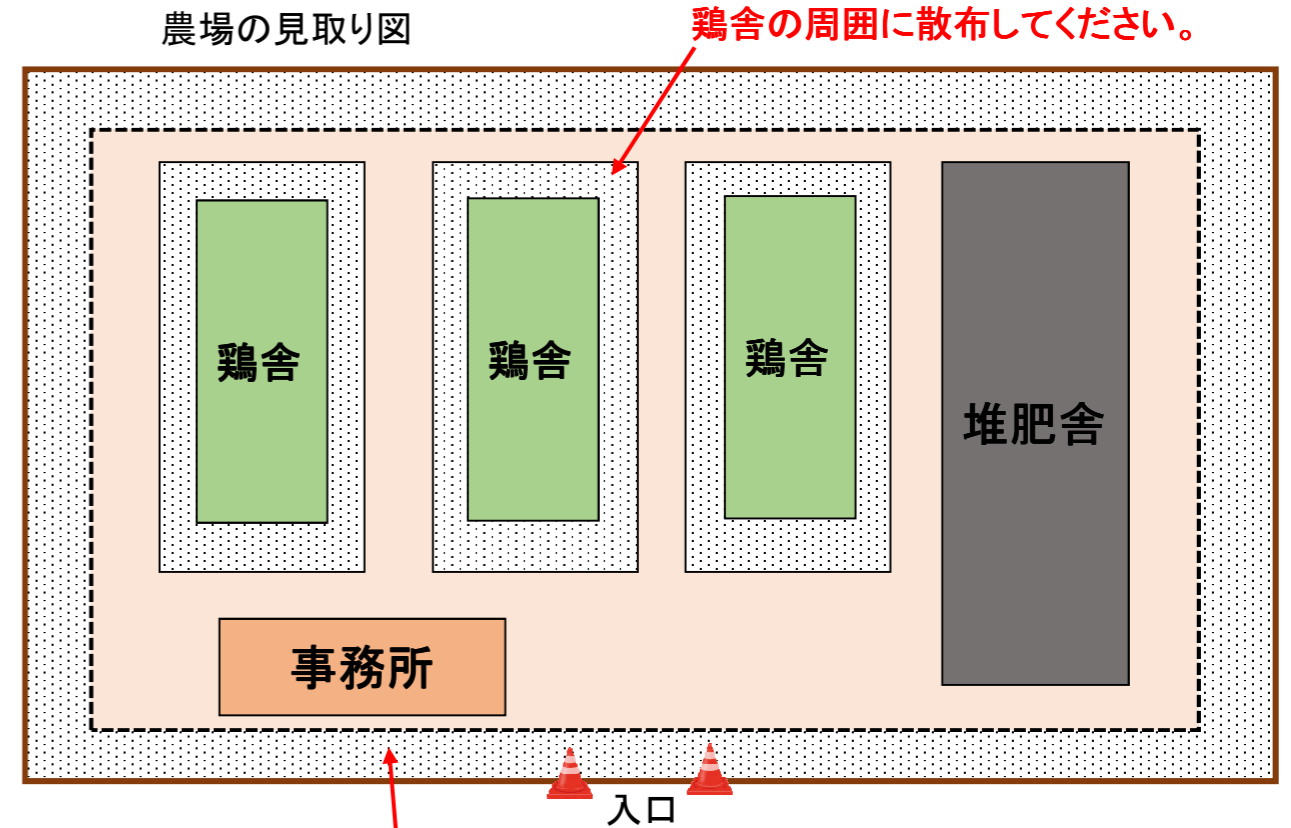 農場の見取り図
鶏舎の周囲に散布してください。
鶏舎
鶏舎
鶏舎
堆肥舎
事務所
入口